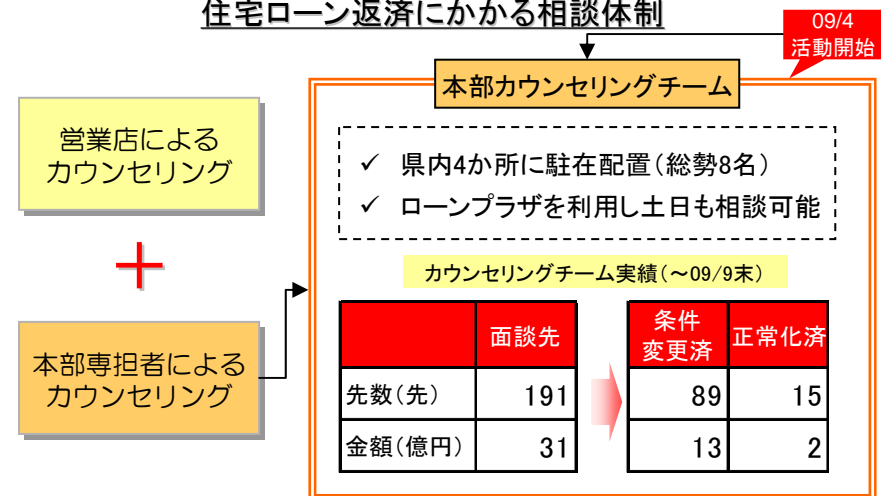 住宅ローン返済にかかる相談体制
09/4
活動開始
本部カウンセリングチーム
営業店による
カウンセリング
✓ 県内4か所に駐在配置（総勢8名）
✓ ローンプラザを利用し土日も相談可能
＋
カウンセリングチーム実績（～09/9末）
本部専担者による
カウンセリング
面談先
条件
変更済
正常化済
先数（先） 191 89 15
金額（億円） 31 13 2